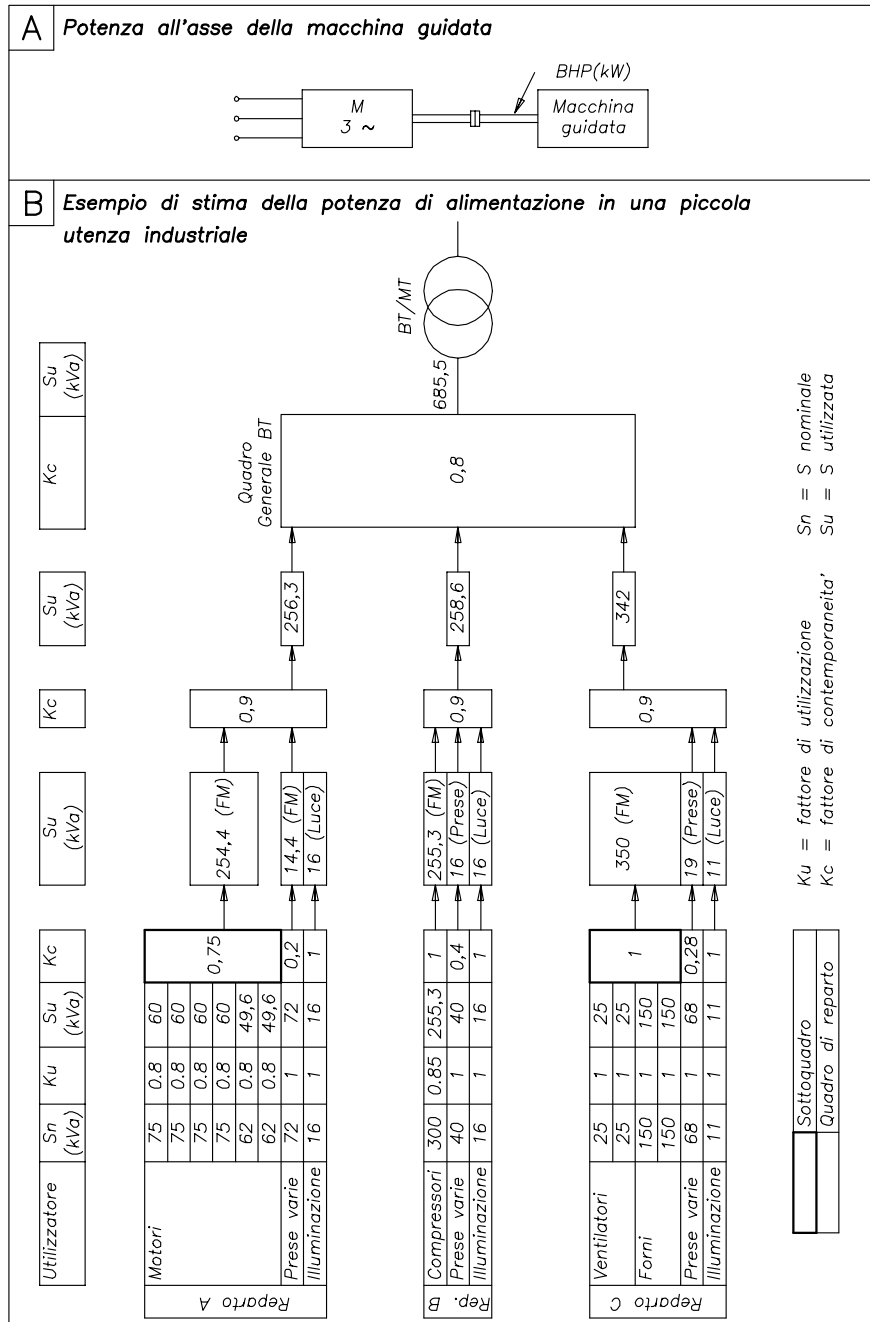 A
Potenza all'asse della macchina guidata
BHP(kW)
M
3 ~
Macchina
guidata
B
Esempio di stima della potenza di alimentazione in una piccola
utenza industriale
BT/MT
685,5
Quadro
Generale BT
0,8
Utilizzatore
Sn
(kVa)
Ku
Su
(kVa)
Kc
Su
(kVa)
Kc
Su
(kVa)
Kc
Su
(kVa)
Reparto A
Motori
75 0.8 60
75 0.8 60
75 0.8 60
75 0.8 60
62 0.8 49,6
62 0.8 49,6
0,75
254,4 (FM)
Prese varie 72 1 72 0,2 14,4 (FM)
Illuminazione 16 1 16 1 16 (Luce)
0,9
256,3
Rep. B
Compressori 300 0.85 255,3 1 255,3 (FM)
Prese varie 40 1 40 0,4 16 (Prese)
Illuminazione 16 1 16 1 16 (Luce)
0,9
258,6
Reparto C
Ventilatori
25 1 25
25 1 25
Forni
150 1 150
150 1 150
1
350 (FM)
Prese varie 68 1 68 0,28 19 (Prese)
Illuminazione 11 1 11 1 11 (Luce)
0,9
342
Sottoquadro
Quadro di reparto
Ku = fattore di utilizzazione
Kc = fattore di contemporaneita'
Sn = S nominale
Su = S utilizzata